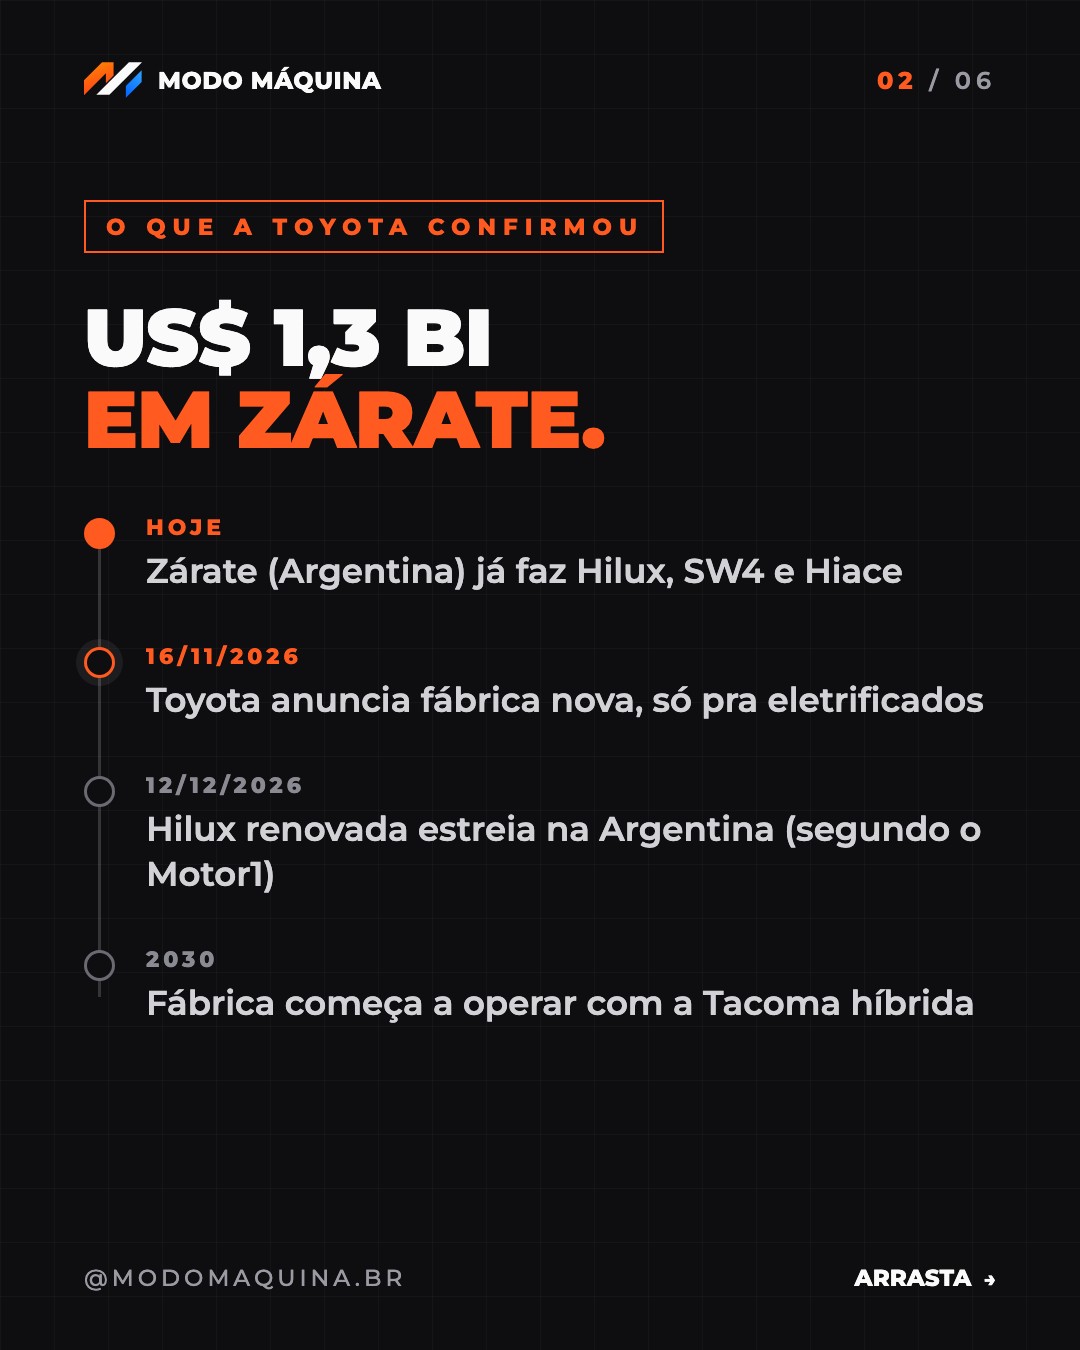 MODO MÁQUINA
02 / 06
O QUE A TOYOTA CONFIRMOU
US$ 1,3 BI
EM ZÁRATE.
HOJE
Zárate (Argentina) já faz Hilux, SW4 e Hiace
16/11/2026
Toyota anuncia fábrica nova, só pra eletrificados
12/12/2026
Hilux renovada estreia na Argentina (segundo o
Motor1)
2030
Fábrica começa a operar com a Tacoma híbrida
@MODOMAQUINA.BR
ARRASTA →